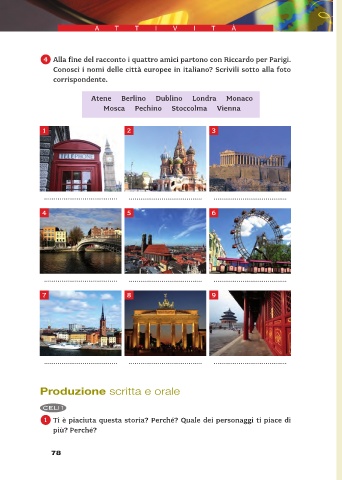 A T T I V I T À
4 Alla fine del racconto i quattro amici partono con Riccardo per Parigi.
Conosci i nomi delle città europee in italiano? Scrivili sotto alla foto
corrispondente.
Atene Berlino Dublino Londra Monaco
Mosca Pechino Stoccolma Vienna
1 2 3
TELEPHONE
4 5 6
7 8 9
Produzione scritta e orale
CELI 1
1 Ti è piaciuta questa storia? Perché? Quale dei personaggi ti piace di
più? Perché?
78